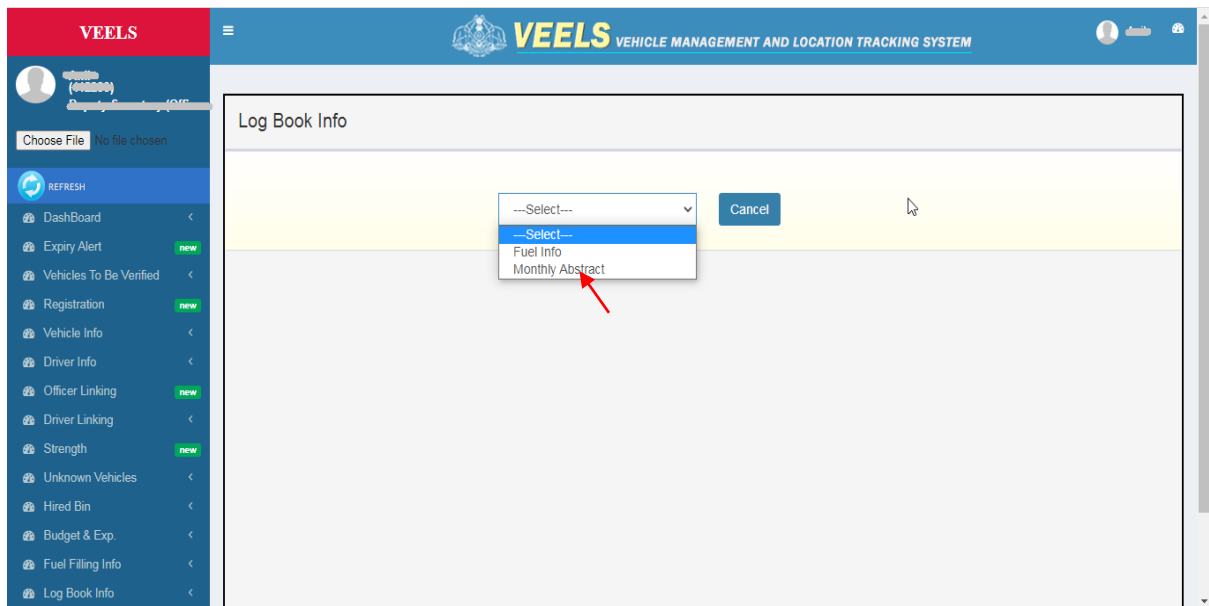 VEELS
VEELS VEHICLE MANAGEMENT AND LOCATION TRACKING SYSTEM
Choose File No file chosen
REFRESH
DashBoard
Expiry Alert new
Vehicles To Be Verified
Registration new
Vehicle Info
Driver Info
Officer Linking new
Driver Linking
Strength new
Unknown Vehicles
Hired Bin
Budget & Exp.
Fuel Filling Info
Log Book Info
Log Book Info
---Select---
Cancel
---Select---
Fuel Info
Monthly Abstract